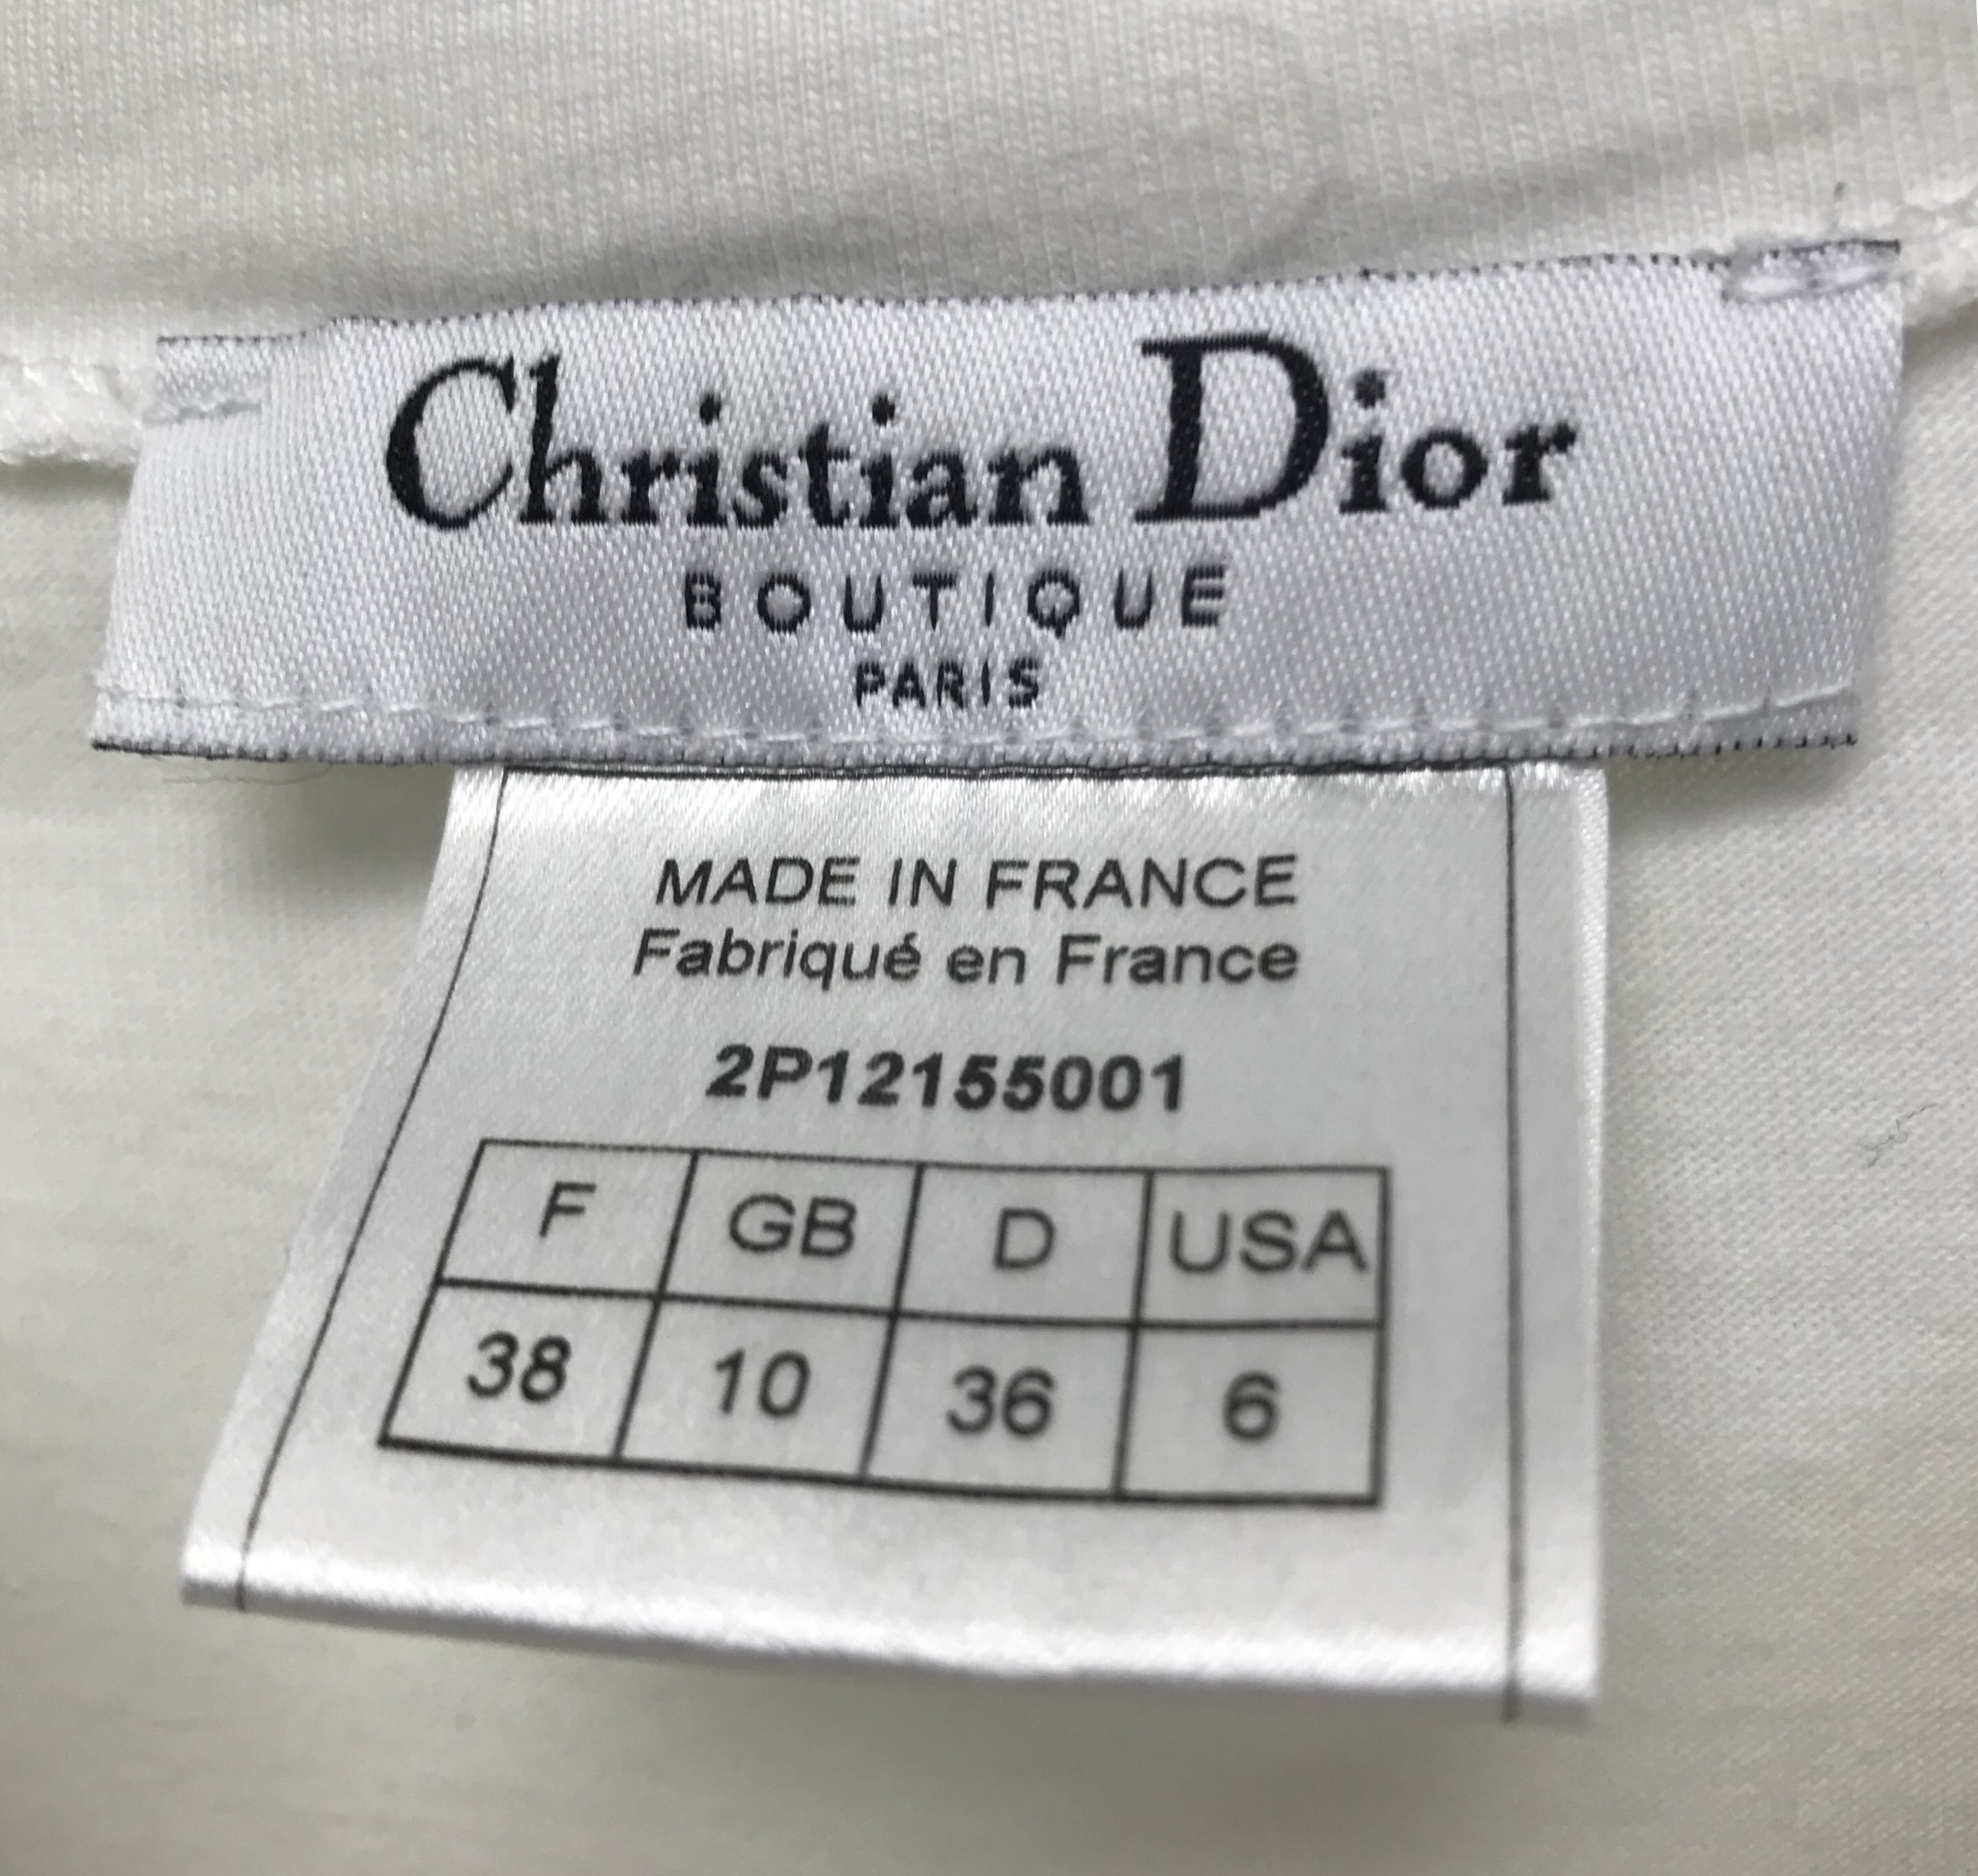 Christian Dior
BOUTIQUE
PARIS
MADE IN FRANCE
Fabriqué en France
2P12155001
F GB D USA
38 10 36 6